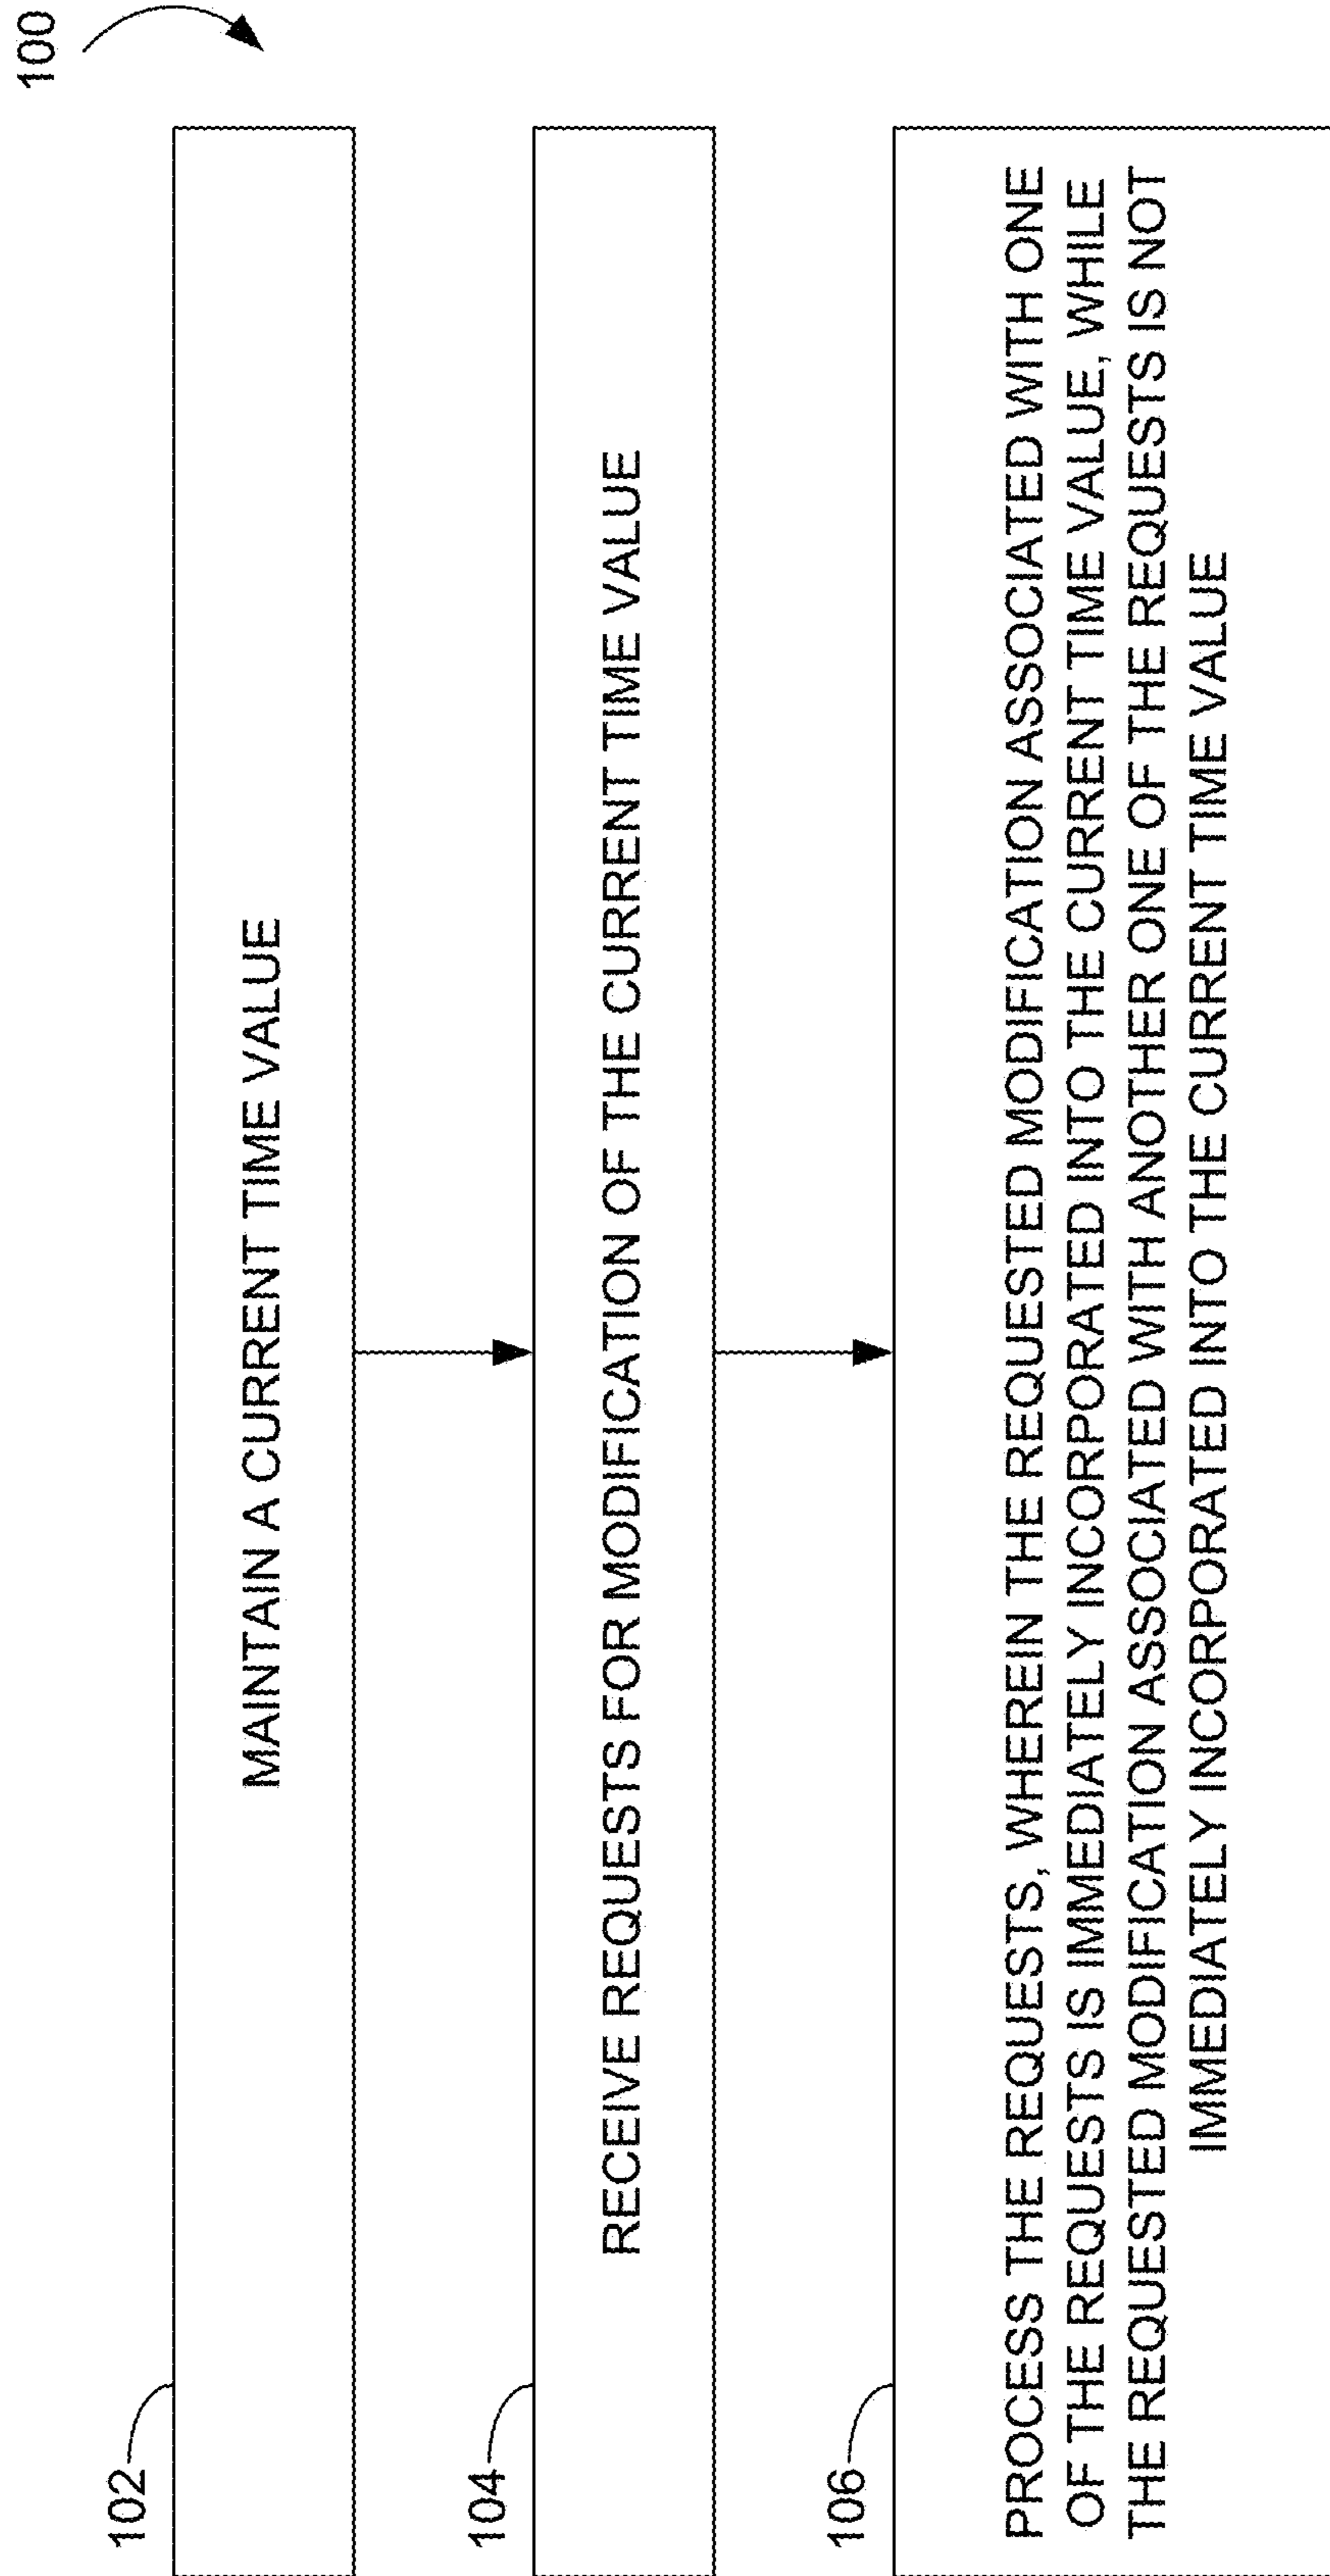 100
102
MAINTAIN A CURRENT TIME VALUE
104
RECEIVE REQUESTS FOR MODIFICATION OF THE CURRENT TIME VALUE
106
PROCESS THE REQUESTS, WHEREIN THE REQUESTED MODIFICATION ASSOCIATED WITH ONE
OF THE REQUESTS IS IMMEDIATELY INCORPORATED INTO THE CURRENT TIME VALUE, WHILE
THE REQUESTED MODIFICATION ASSOCIATED WITH ANOTHER ONE OF THE REQUESTS IS NOT
IMMEDIATELY INCORPORATED INTO THE CURRENT TIME VALUE